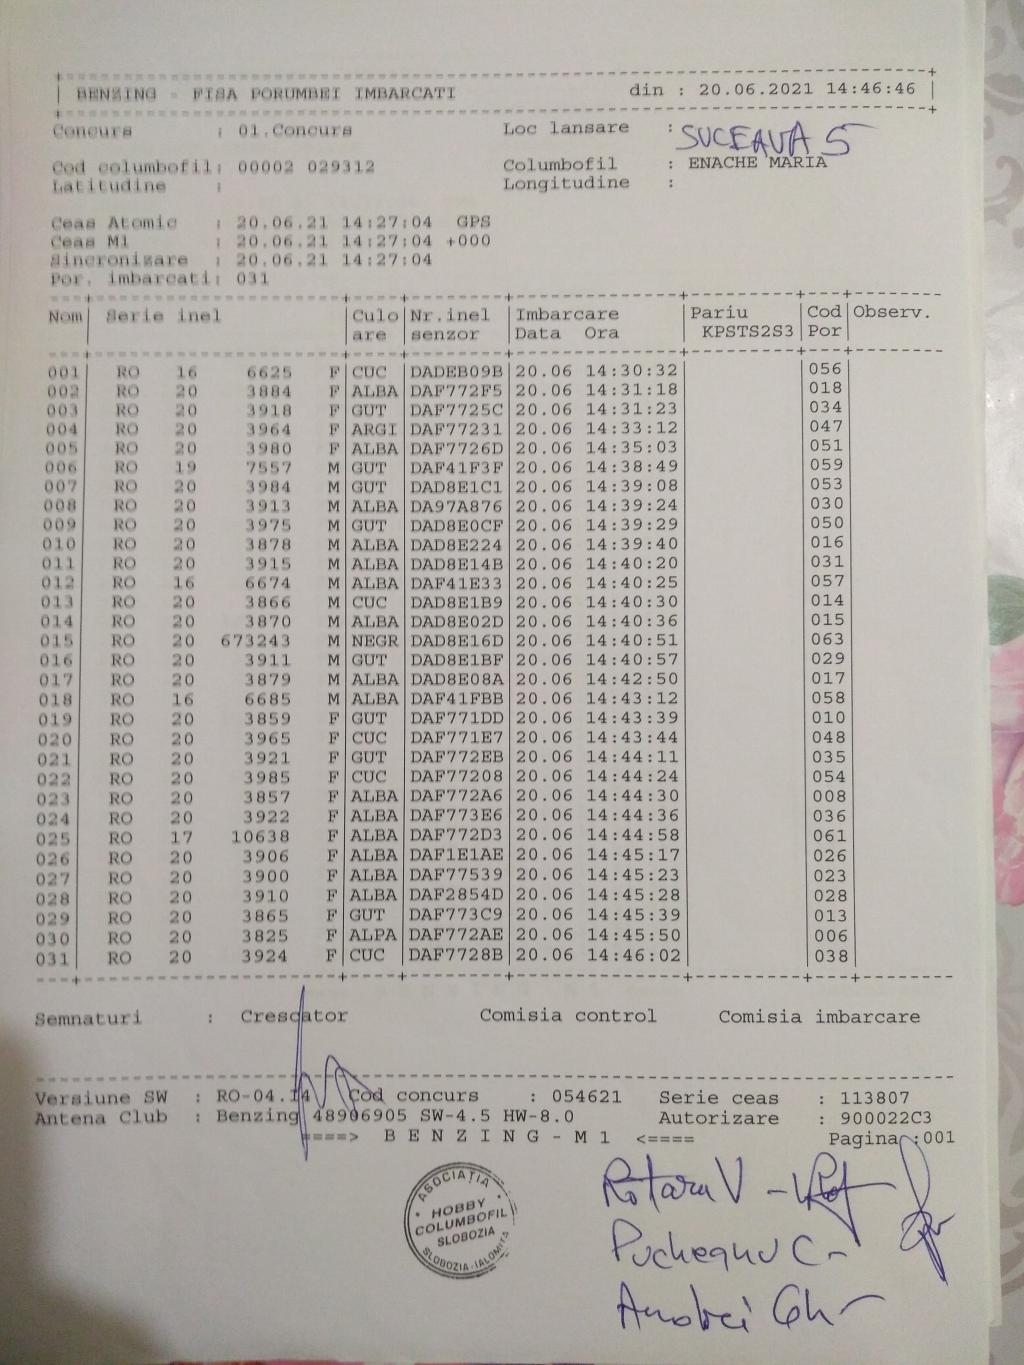 BENZING - FISA PORUMBEI IMBARCATI din : 20.06.2021 14:46:46
Concurs : 01.Concurs Loc lansare : SUCEAVA 5
Cod columbofil: 00002 029312 Columbofil : ENACHE MARIA
Latitudine : Longitudine :
Ceas Atomic : 20.06.21 14:27:04 GPS
Ceas M1 : 20.06.21 14:27:04 +000
Sincronizare : 20.06.21 14:27:04
Por. imbarcati: 031
Nom Serie inel Culo Nr.inel Imbarcare Pariu Cod Observ.
are senzor Data Ora KPSTS2S3 Por
001 RO 16 6625 F CUC DADEB09B 20.06 14:30:32 056
002 RO 20 3884 F ALBA DAF772F5 20.06 14:31:18 018
003 RO 20 3918 F GUT DAF7725C 20.06 14:31:23 034
004 RO 20 3964 F ARGI DAF77231 20.06 14:33:12 047
005 RO 20 3980 F ALBA DAF7726D 20.06 14:35:03 051
006 RO 19 7557 M GUT DAF41F3F 20.06 14:38:49 059
007 RO 20 3984 M GUT DAD8E1C1 20.06 14:39:08 053
008 RO 20 3913 M ALBA DA97A876 20.06 14:39:24 030
009 RO 20 3975 M GUT DAD8E0CF 20.06 14:39:29 050
010 RO 20 3878 M ALBA DAD8E224 20.06 14:39:40 016
011 RO 20 3915 M ALBA DAD8E14B 20.06 14:40:20 031
012 RO 16 6674 M ALBA DAF41E33 20.06 14:40:25 057
013 RO 20 3866 M CUC DAD8E1B9 20.06 14:40:30 014
014 RO 20 3870 M ALBA DAD8E02D 20.06 14:40:36 015
015 RO 20 673243 M NEGR DAD8E16D 20.06 14:40:51 063
016 RO 20 3911 M GUT DAD8E1BF 20.06 14:40:57 029
017 RO 20 3879 M ALBA DAD8E08A 20.06 14:42:50 017
018 RO 16 6685 M ALBA DAF41FBB 20.06 14:43:12 058
019 RO 20 3859 F GUT DAF771DD 20.06 14:43:39 010
020 RO 20 3965 F CUC DAF771E7 20.06 14:43:44 048
021 RO 20 3921 F GUT DAF772EB 20.06 14:44:11 035
022 RO 20 3985 F CUC DAF77208 20.06 14:44:24 054
023 RO 20 3857 F ALBA DAF772A6 20.06 14:44:30 008
024 RO 20 3922 F ALBA DAF773E6 20.06 14:44:36 036
025 RO 17 10638 F ALBA DAF772D3 20.06 14:44:58 061
026 RO 20 3906 F ALBA DAF1E1AE 20.06 14:45:17 026
027 RO 20 3900 F ALBA DAF77539 20.06 14:45:23 023
028 RO 20 3910 F ALBA DAF2854D 20.06 14:45:28 028
029 RO 20 3865 F GUT DAF773C9 20.06 14:45:39 013
030 RO 20 3825 F ALPA DAF772AE 20.06 14:45:50 006
031 RO 20 3924 F CUC DAF7728B 20.06 14:46:02 038
Semnaturi : Crescator Comisia control Comisia imbarcare
Versiune SW : RO-04.14 Cod concurs : 054621 Serie ceas : 113807
Antena Club : Benzing 48906905 SW-4.5 HW-8.0 Autorizare : 900022C3
====> B E N Z I N G - M 1 <==== Pagina :001
ASOCIAȚIA
HOBBY
COLUMBOFIL
SLOBOZIA
SLOBOZIA-IALOMIȚA
Rotaru V -
Pucheanu C -
Andrei Gh -